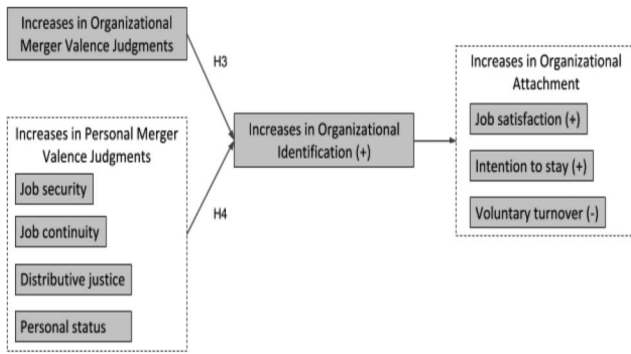 Increases in Organizational
Merger Valence Judgments
H3
Increases in Personal Merger
Valence Judgments
Job security
Job continuity
Distributive justice
Personal status
H4
Increases in Organizational
Identification (+)
Increases in Organizational
Attachment
Job satisfaction (+)
Intention to stay (+)
Voluntary turnover (-)